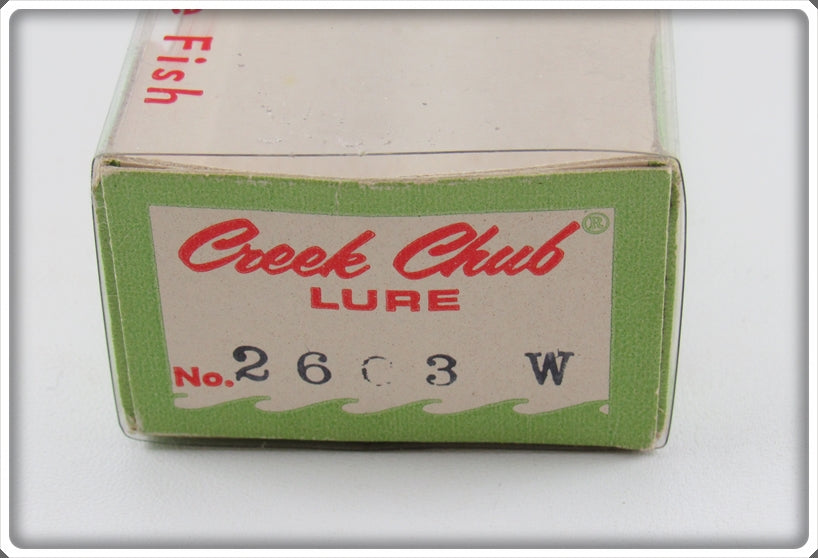 Fish
Creek Chub®
LURE
No. 2603 W